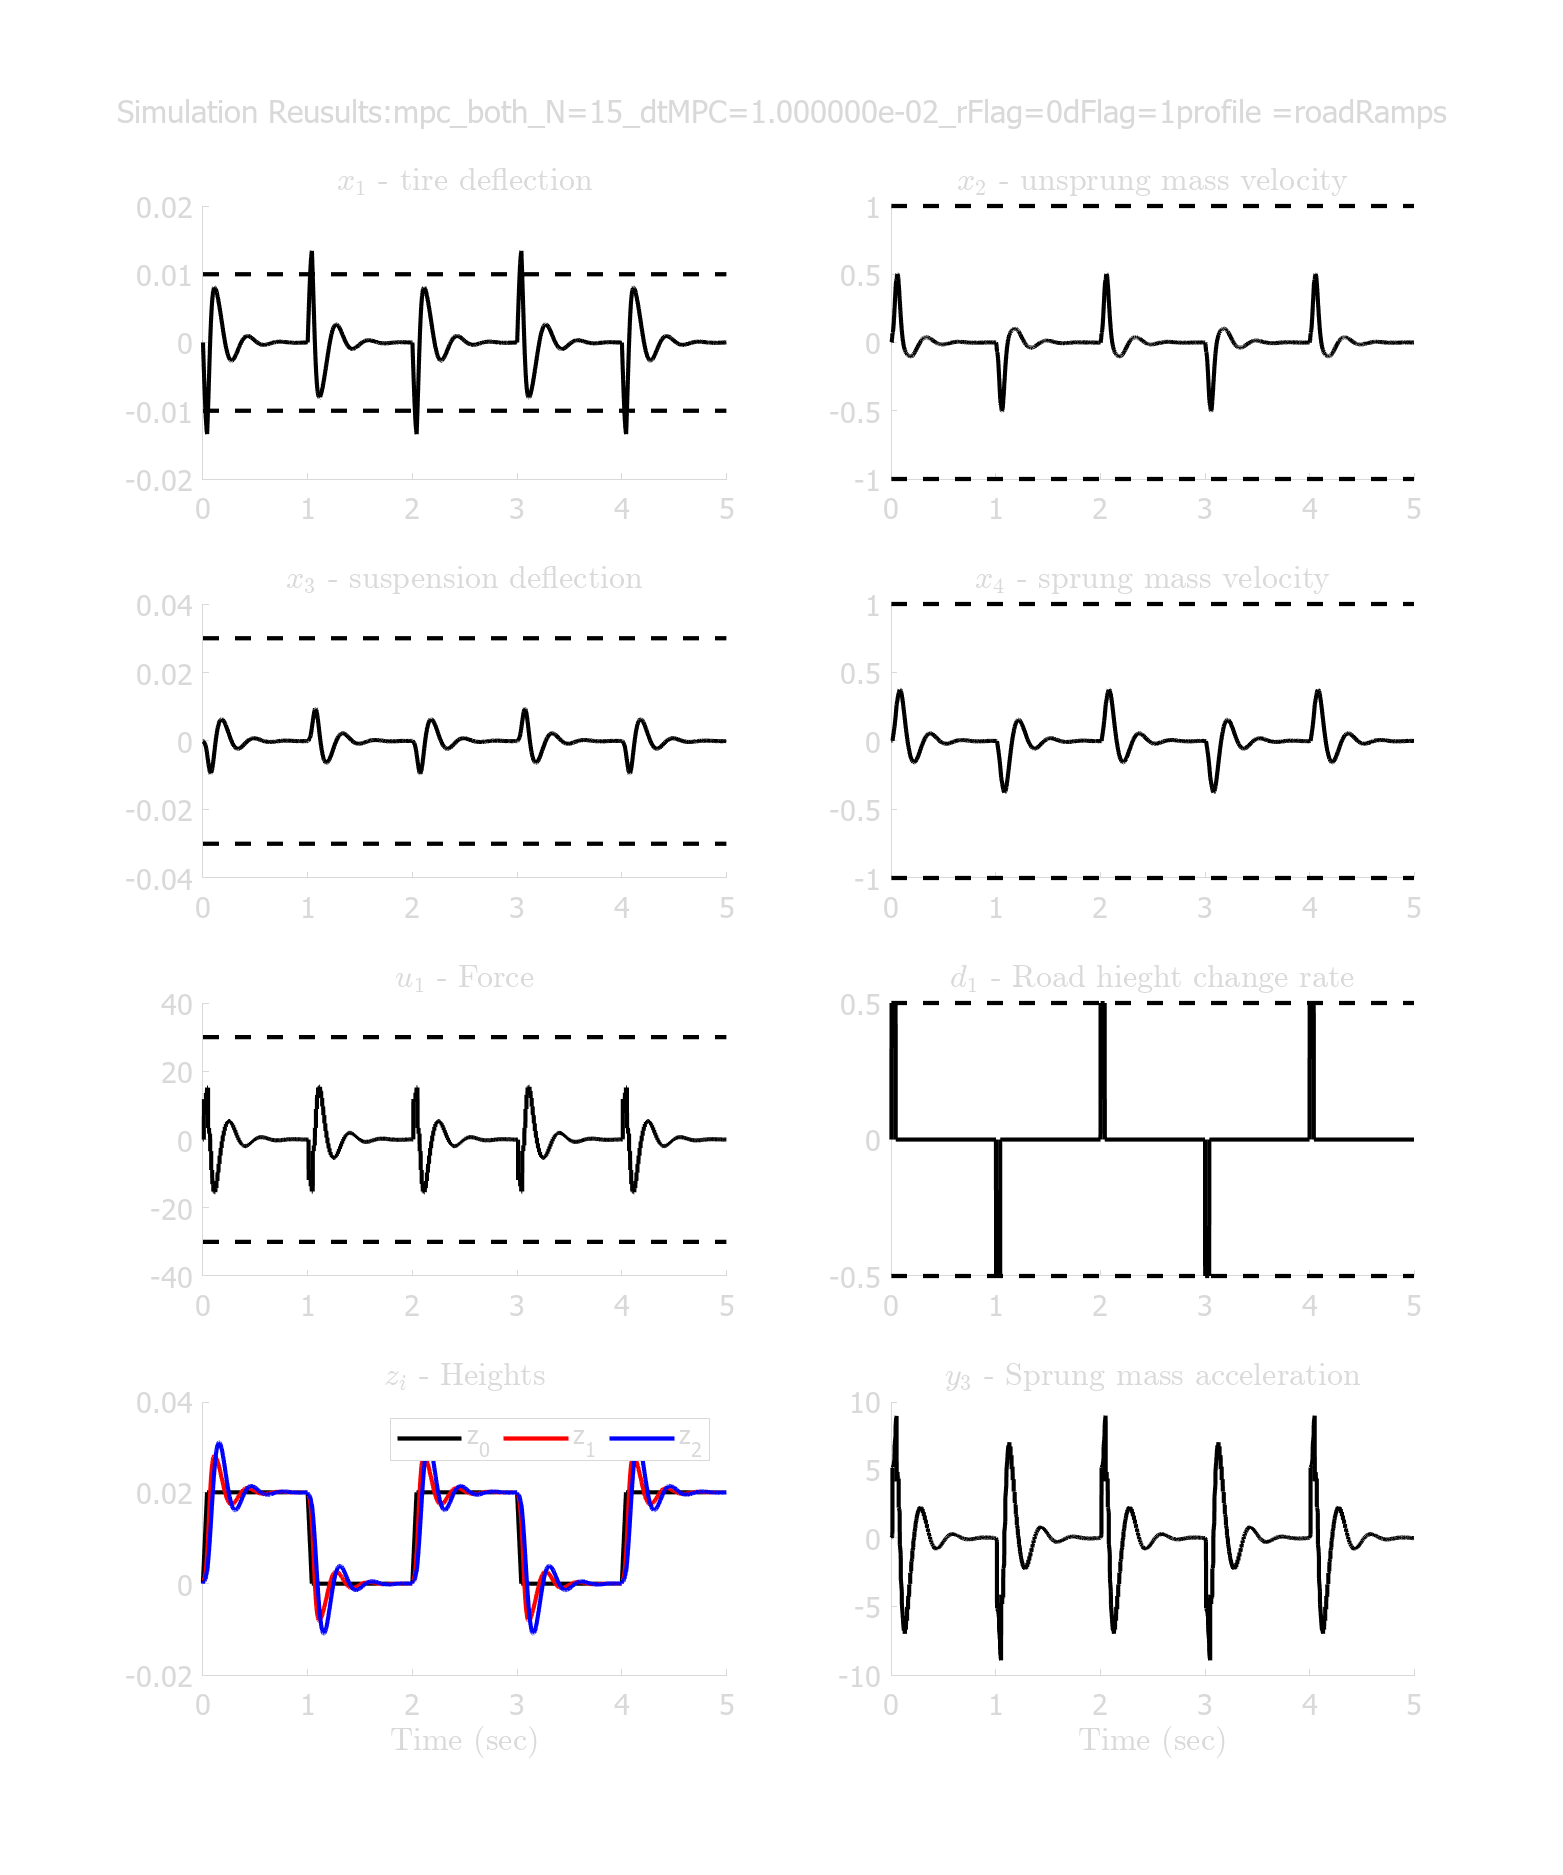 Simulation Reusults:mpc_both_N=15_dtMPC=1.000000e-02_rFlag=0dFlag=1profile =roadRamps
x1 - tire deflection
0.02
0.01
0
-0.01
-0.02
0 1 2 3 4 5
x2 - unsprung mass velocity
1
0.5
0
-0.5
-1
0 1 2 3 4 5
x3 - suspension deflection
0.04
0.02
0
-0.02
-0.04
0 1 2 3 4 5
x4 - sprung mass velocity
1
0.5
0
-0.5
-1
0 1 2 3 4 5
u1 - Force
40
20
0
-20
-40
0 1 2 3 4 5
d1 - Road hieght change rate
0.5
0
-0.5
0 1 2 3 4 5
zi - Heights
0.04
z0 z1 z2
0.02
0
-0.02
0 1 2 3 4 5
Time (sec)
y3 - Sprung mass acceleration
10
5
0
-5
-10
0 1 2 3 4 5
Time (sec)